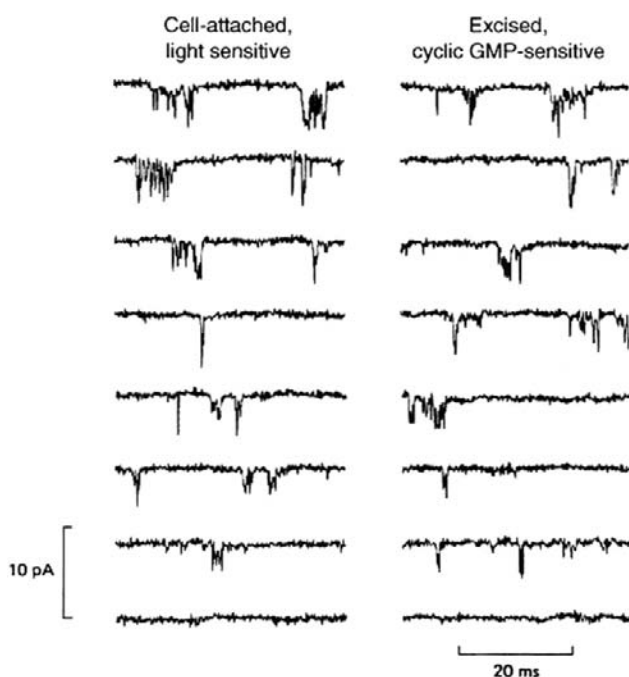 Cell-attached,
light sensitive
Excised,
cyclic GMP-sensitive
10 pA
20 ms